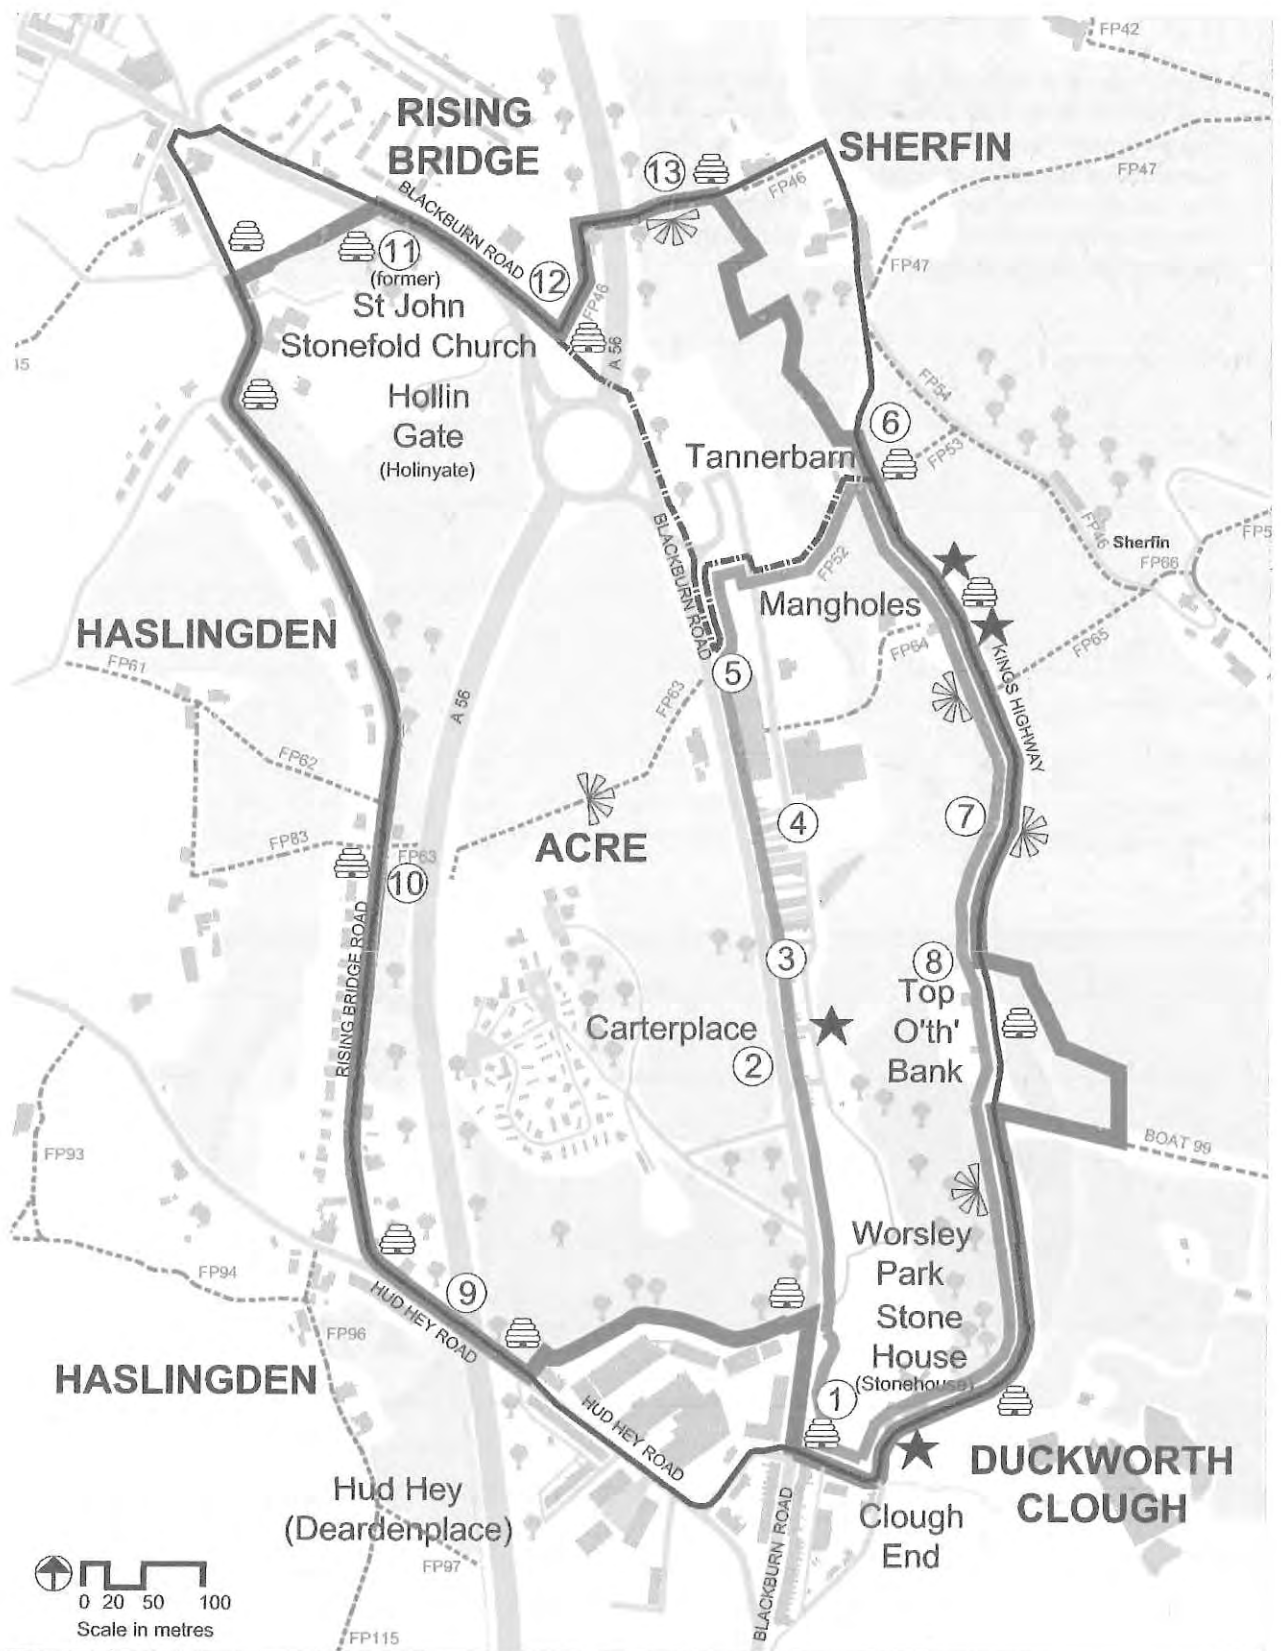 FP42
RISING
BRIDGE
SHERFIN
13
FP46
FP47
BLACKBURN ROAD
11
(former)
12
FP47
St John
Stonefold Church
FP46
A 56
15
Hollin
Gate
(Holinyate)
FP54
6
Tannerbarn
FP53
BLACKBURN ROAD
FP46
Sherfin
FP66
FP5
FP52
Mangholes
HASLINGDEN
FP61
FP64
FP65
KINGS HIGHWAY
5
FP63
A 56
FP62
4
7
FP83
ACRE
FP63
10
RISING BRIDGE ROAD
3
8
Top
O'th'
Bank
Carterplace
2
BOAT 99
FP93
Worsley
Park
Stone
House
(Stonehouse)
FP94
9
HUD HEY ROAD
FP96
HASLINGDEN
1
HUD HEY ROAD
DUCKWORTH
CLOUGH
Hud Hey
(Deardenplace)
BLACKBURN ROAD
Clough
End
FP97
0 20 50 100
Scale in metres
FP115